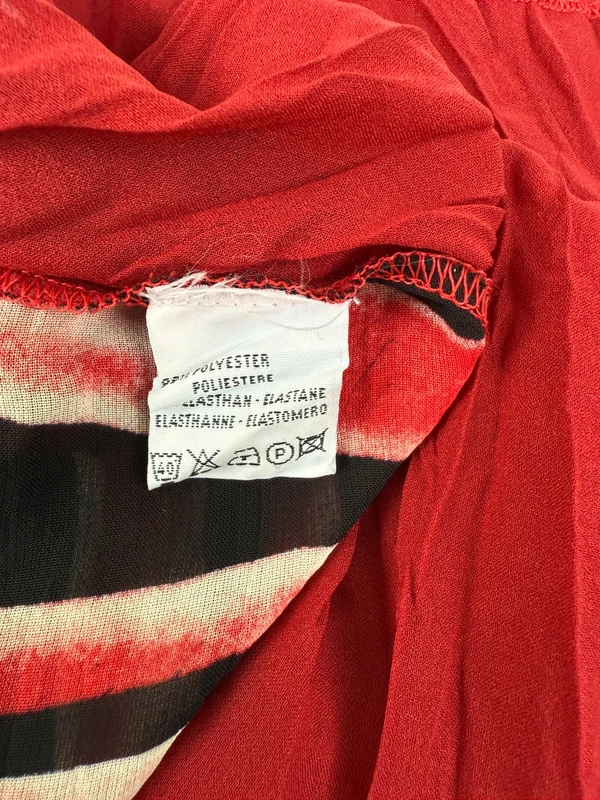 POLYESTER
POLIESTERE
ELASTHAN - ELASTANE
ELASTHANNE - ELASTOMERO
40 P